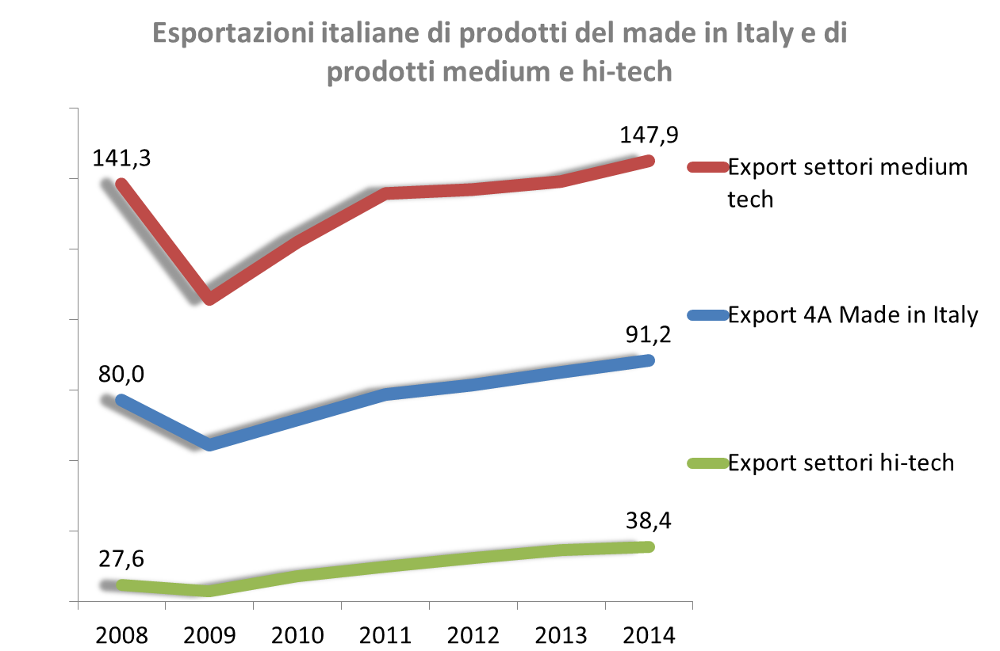 Esportazioni italiane di prodotti del made in Italy e di
prodotti medium e hi-tech
141,3
147,9
Export settori medium
tech
Export 4A Made in Italy
80,0
91,2
Export settori hi-tech
27,6
38,4
2008 2009 2010 2011 2012 2013 2014